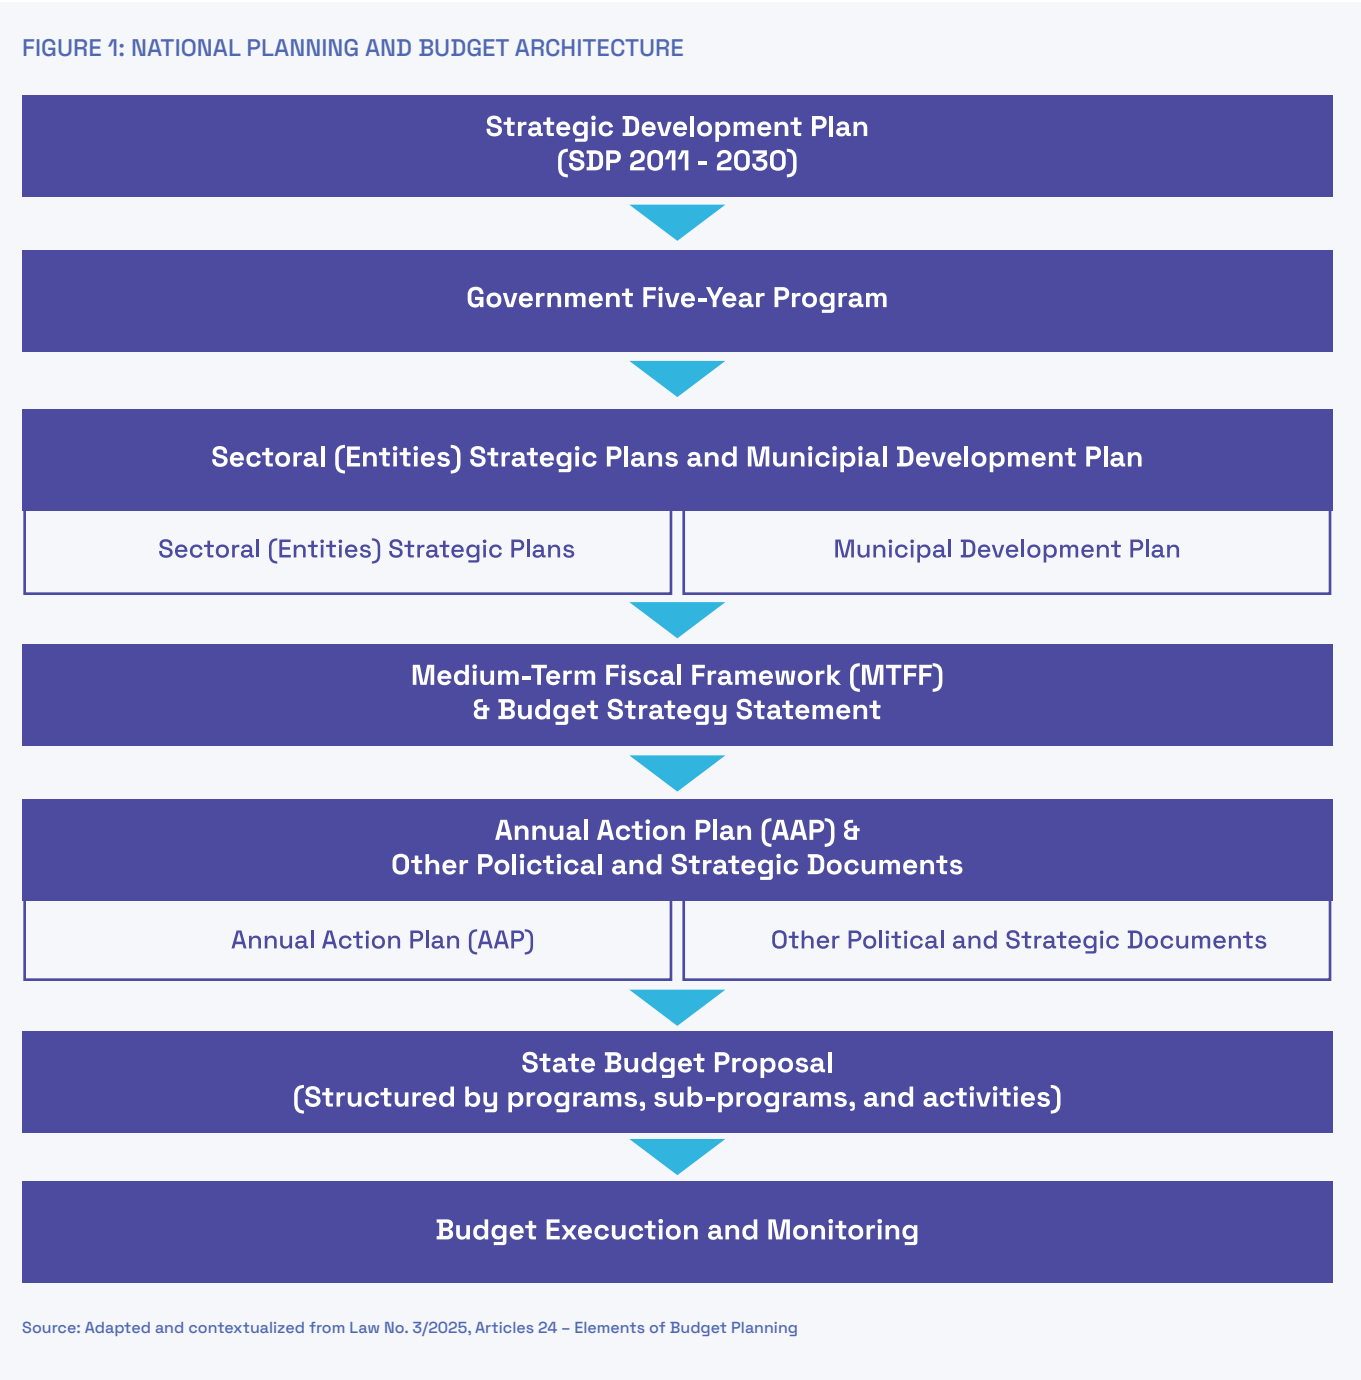 FIGURE 1: NATIONAL PLANNING AND BUDGET ARCHITECTURE
Strategic Development Plan
(SDP 2011 - 2030)
Government Five-Year Program
Sectoral (Entities) Strategic Plans and Municipial Development Plan
Sectoral (Entities) Strategic Plans
Municipal Development Plan
Medium-Term Fiscal Framework (MTFF)
& Budget Strategy Statement
Annual Action Plan (AAP) &
Other Polictical and Strategic Documents
Annual Action Plan (AAP)
Other Political and Strategic Documents
State Budget Proposal
(Structured by programs, sub-programs, and activities)
Budget Execuction and Monitoring
Source: Adapted and contextualized from Law No. 3/2025, Articles 24 – Elements of Budget Planning